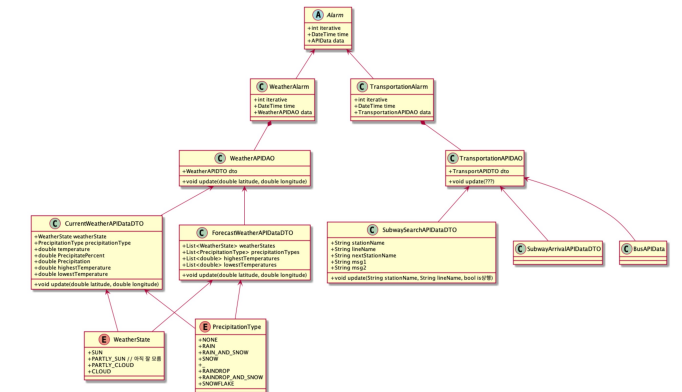 A Alarm
+int iterative
+DateTime time
+APIData data
C WeatherAlarm
+int iterative
+DateTime time
+WeatherAPIDAO data
C TransportationAlarm
+int iterative
+DateTime time
+TransportationAPIDAO data
C WeatherAPIDAO
+WeatherAPIDTO dto
+void update(double latitude, double longitude)
C TransportationAPIDAO
+TransportAPIDTO dto
+void update(???)
C CurrentWeatherAPIDataDTO
+WeatherState weatherState
+PrecipitationType precipitationType
+double temperature
+double PrecipitatePercent
+double Precipitation
+double highestTemperature
+double lowestTemperature
+void update(double latitude, double longitude)
C ForecastWeatherAPIDataDTO
+List<WeatherState> weatherStates
+List<PrecipitationType> precipitationTypes
+List<double> highestTemperatures
+List<double> lowestTemperatures
+void update(double latitude, double longitude)
C SubwaySearchAPIDataDTO
+String stationName
+String lineName
+String nextStationName
+String msg1
+String msg2
+void update(String stationName, String lineName, bool is상행)
C SubwayArrivalAPIDataDTO
C BusAPIData
E WeatherState
+SUN
+PARTLY_SUN // 아직 잘 모름
+PARTLY_CLOUD
+CLOUD
E PrecipitationType
+NONE
+RAIN
+RAIN_AND_SNOW
+SNOW
+_
+RAINDROP
+RAINDROP_AND_SNOW
+SNOWFLAKE